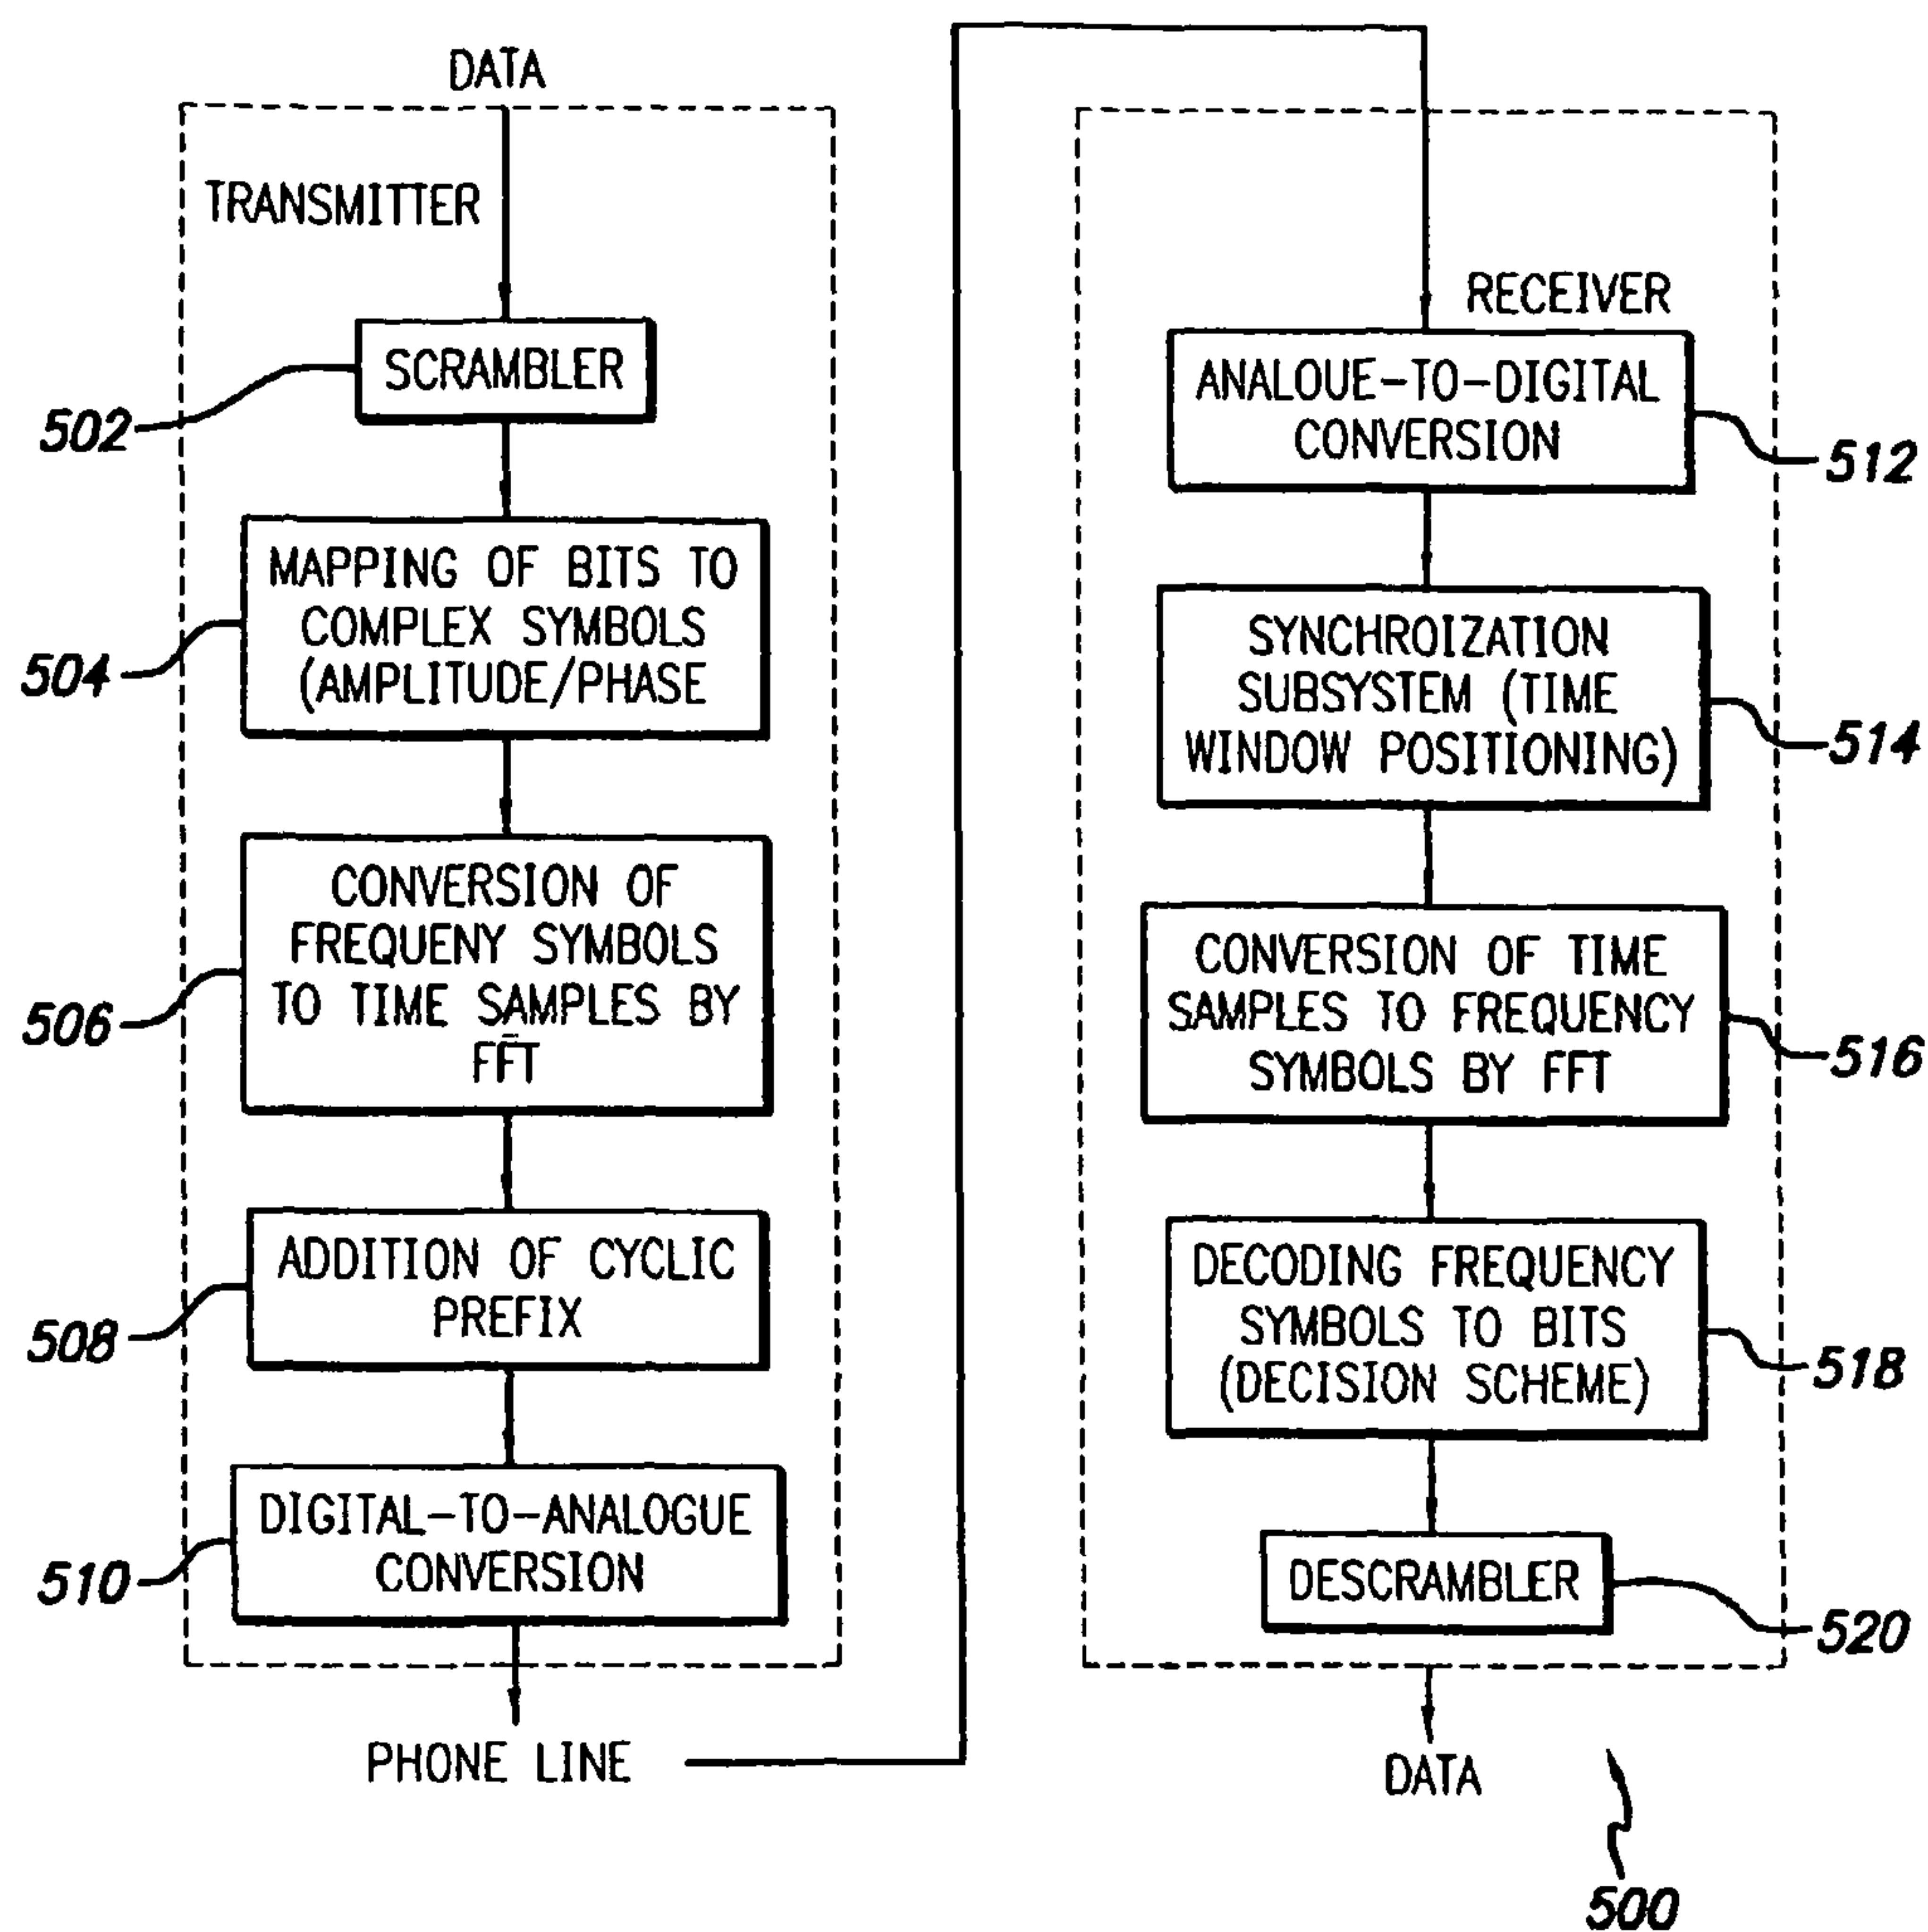 DATA
TRANSMITTER
SCRAMBLER
502
MAPPING OF BITS TO
COMPLEX SYMBOLS
(AMPLITUDE/PHASE
504
CONVERSION OF
FREQUENY SYMBOLS
TO TIME SAMPLES BY
FFT
506
ADDITION OF CYCLIC
PREFIX
508
DIGITAL-TO-ANALOGUE
CONVERSION
510
PHONE LINE
RECEIVER
ANALOUE-TO-DIGITAL
CONVERSION
512
SYNCHROIZATION
SUBSYSTEM (TIME
WINDOW POSITIONING)
514
CONVERSION OF TIME
SAMPLES TO FREQUENCY
SYMBOLS BY FFT
516
DECODING FREQUENCY
SYMBOLS TO BITS
(DECISION SCHEME)
518
DESCRAMBLER
520
DATA
500